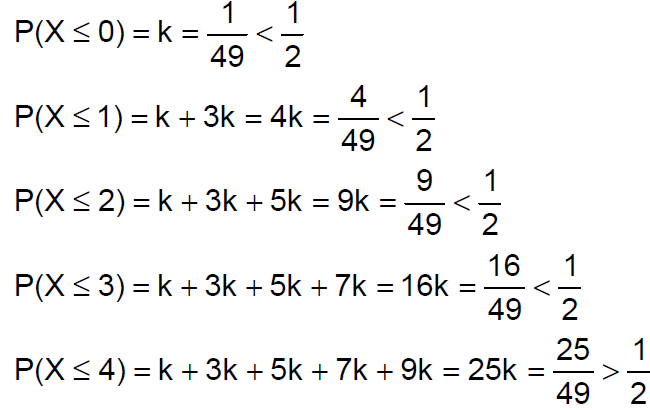 P(X ≤ 0) = k = 1/49 < 1/2
P(X ≤ 1) = k + 3k = 4k = 4/49 < 1/2
P(X ≤ 2) = k + 3k + 5k = 9k = 9/49 < 1/2
P(X ≤ 3) = k + 3k + 5k + 7k = 16k = 16/49 < 1/2
P(X ≤ 4) = k + 3k + 5k + 7k + 9k = 25k = 25/49 > 1/2